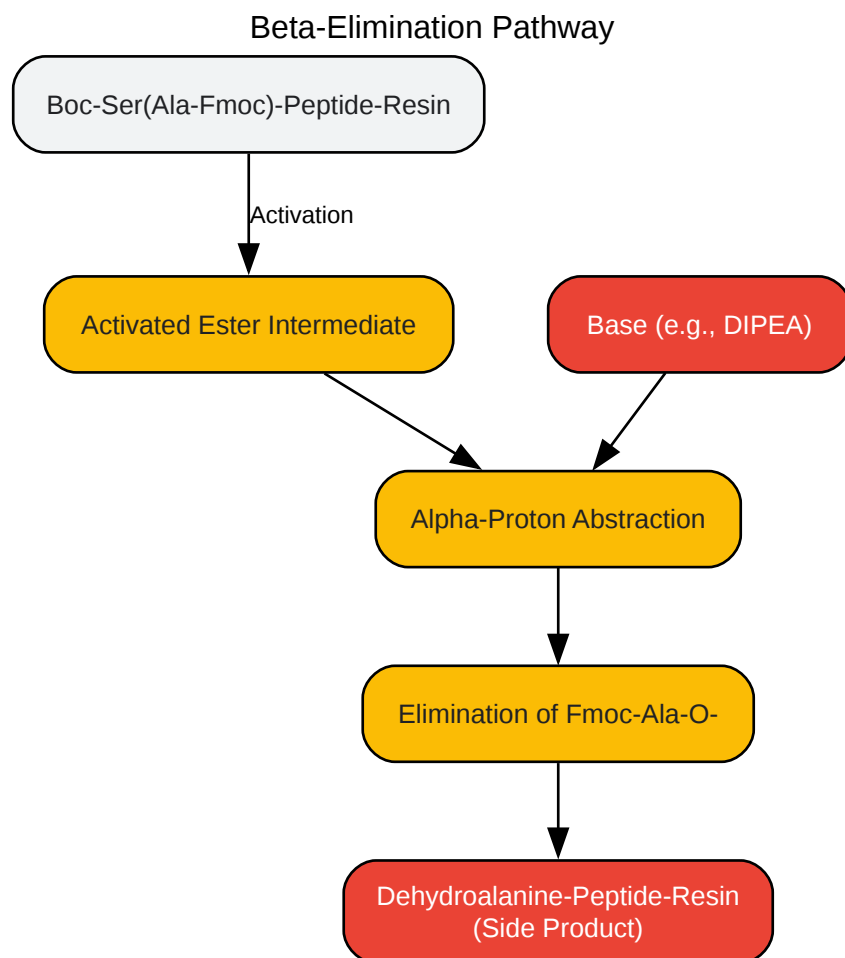 Beta-Elimination Pathway
Boc-Ser(Ala-Fmoc)-Peptide-Resin
Activation
Activated Ester Intermediate
Base (e.g., DIPEA)
Alpha-Proton Abstraction
Elimination of Fmoc-Ala-O-
Dehydroalanine-Peptide-Resin
(Side Product)